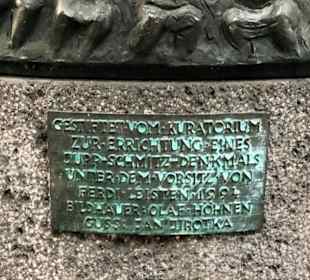 GESTIFTET VOM KURATORIUM
ZUR ERRICHTUNG EINES
JUPP-SCHMITZ-DENKMALS
UNTER DEM VORSITZ VON
FERDI LEISTEN 1994
BILDHAUER OLAF HÖHNEN
GUSS JAN ZIROTKA